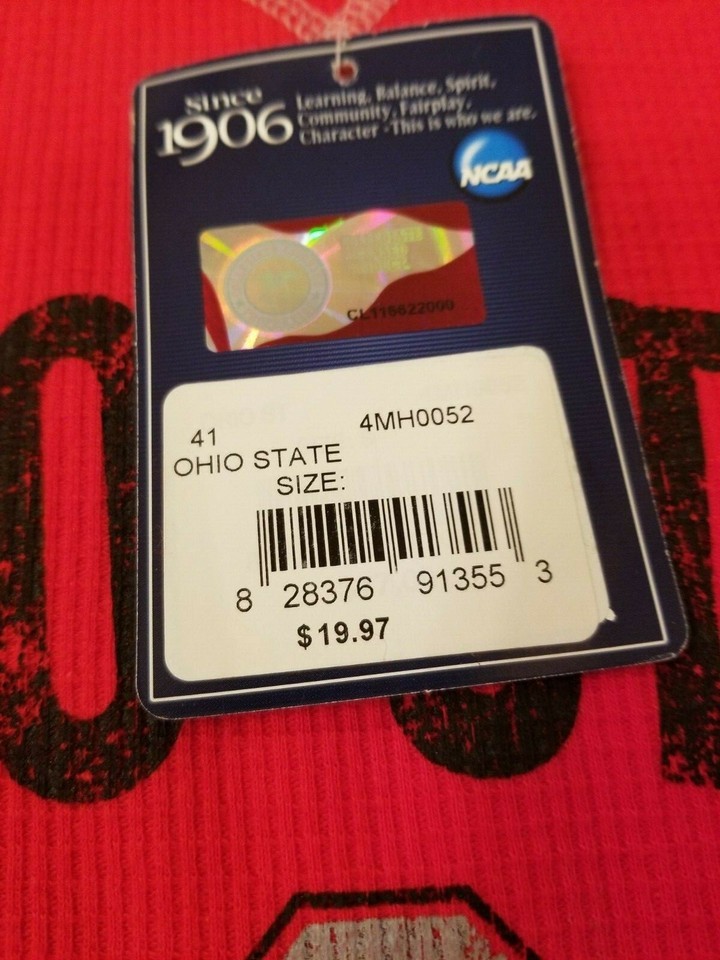 Since
1906
Learning, Balance, Spirit,
Community, Fairplay,
Character - This is who we are.
NCAA
CL116622000
41 4MH0052
OHIO STATE
SIZE:
8 28376 91355 3
$19.97